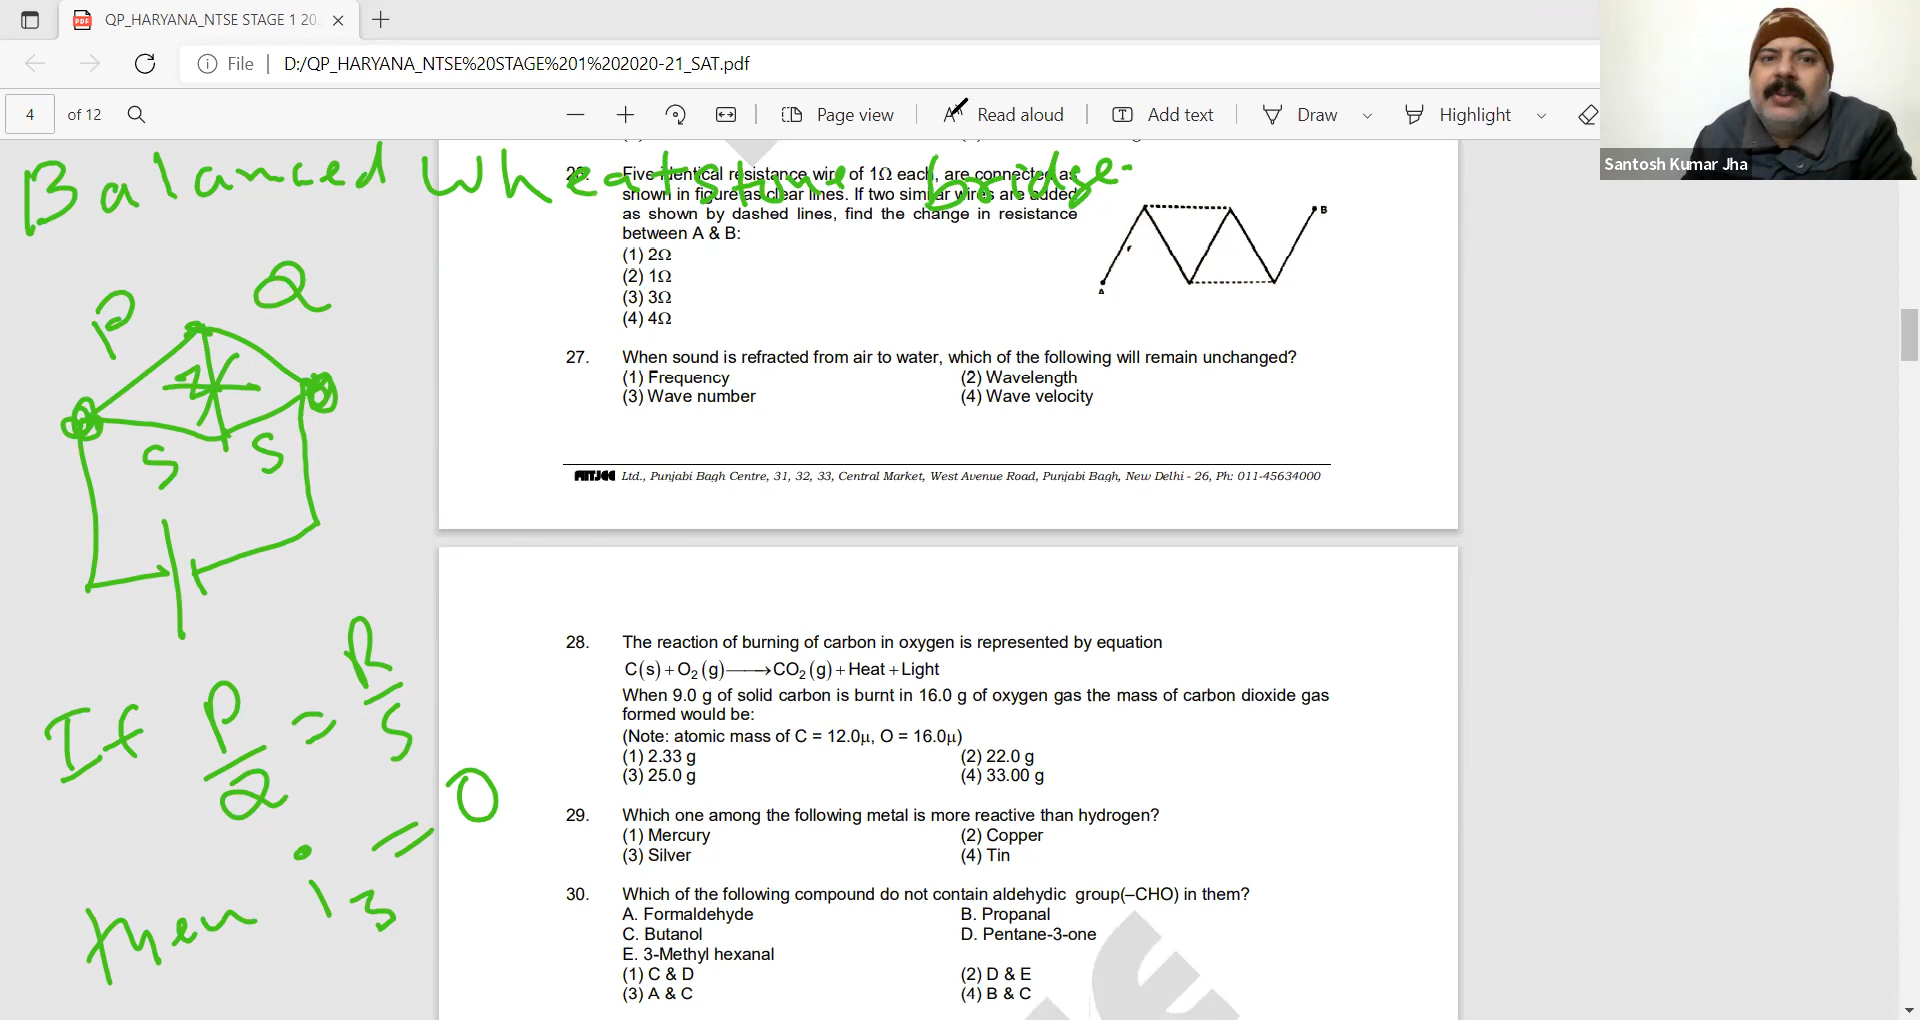 QP_HARYANA_NTSE STAGE 1 20
File
D:/QP_HARYANA_NTSE%20STAGE%201%202020-21_SAT.pdf
4 of 12
Page view
Read aloud
Add text
Draw
Highlight
Santosh Kumar Jha
Balanced Wheatstone bridge-
Five identical resistance wire of 1Ω each, are connected as
shown in figure as clear lines. If two similar wires are added
as shown by dashed lines, find the change in resistance
between A & B:
(1) 2Ω
(2) 1Ω
(3) 3Ω
(4) 4Ω
A
B
P
Q
S
S
If P/Q = R/S
then i3 = 0
27. When sound is refracted from air to water, which of the following will remain unchanged?
(1) Frequency (2) Wavelength
(3) Wave number (4) Wave velocity
FIITJEE Ltd., Punjabi Bagh Centre, 31, 32, 33, Central Market, West Avenue Road, Punjabi Bagh, New Delhi - 26, Ph: 011-45634000
28. The reaction of burning of carbon in oxygen is represented by equation
C(s)+O₂(g)⟶CO₂(g)+Heat+Light
When 9.0 g of solid carbon is burnt in 16.0 g of oxygen gas the mass of carbon dioxide gas
formed would be:
(Note: atomic mass of C = 12.0μ, O = 16.0μ)
(1) 2.33 g (2) 22.0 g
(3) 25.0 g (4) 33.00 g
29. Which one among the following metal is more reactive than hydrogen?
(1) Mercury (2) Copper
(3) Silver (4) Tin
30. Which of the following compound do not contain aldehydic group(–CHO) in them?
A. Formaldehyde B. Propanal
C. Butanol D. Pentane-3-one
E. 3-Methyl hexanal
(1) C & D (2) D & E
(3) A & C (4) B & C